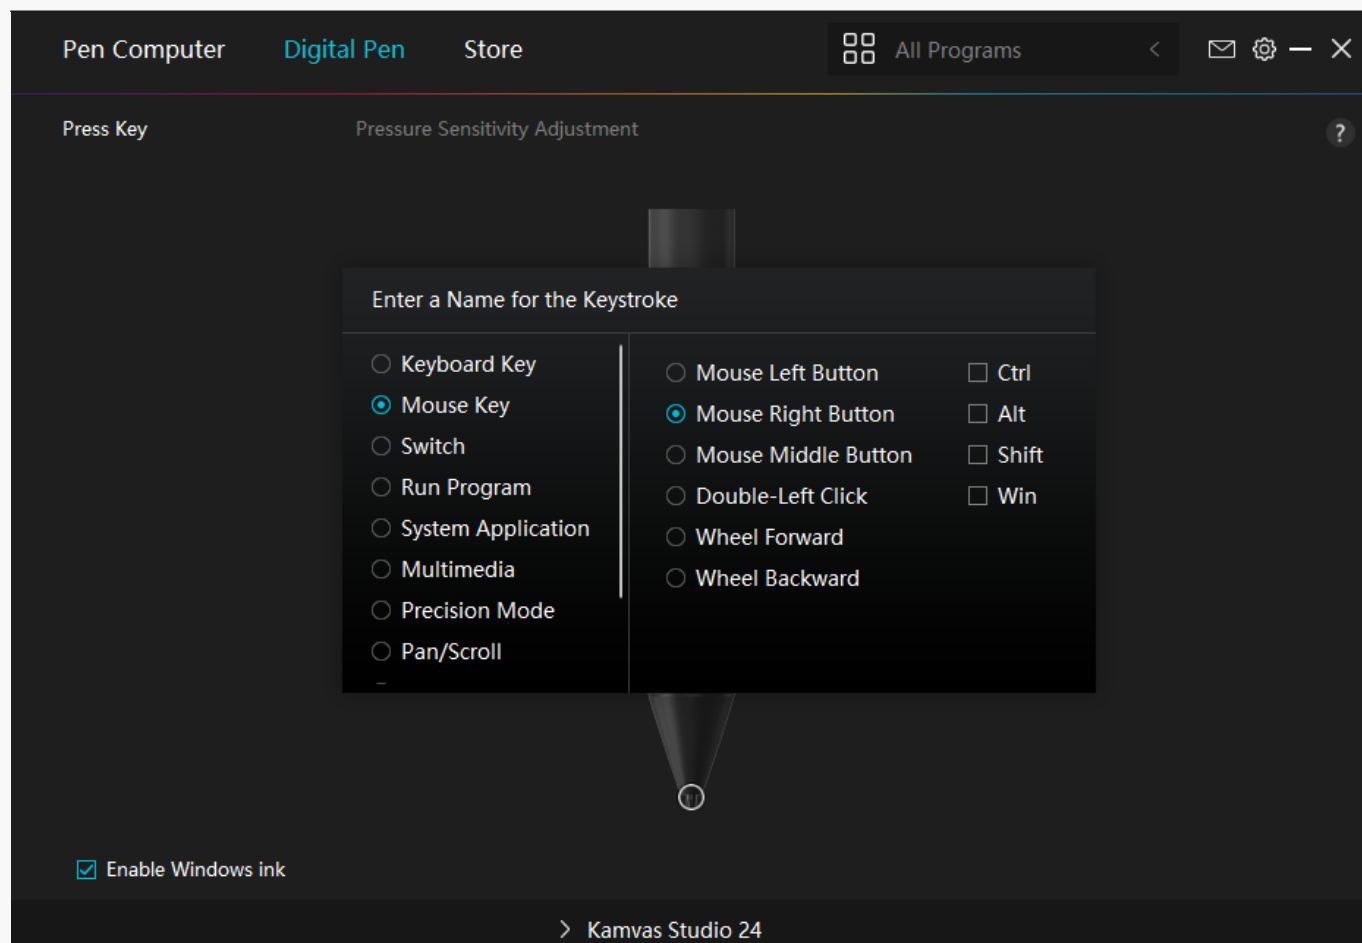 Pen Computer Digital Pen Store All Programs
Press Key Pressure Sensitivity Adjustment ?
Enter a Name for the Keystroke
Keyboard Key
Mouse Key
Switch
Run Program
System Application
Multimedia
Precision Mode
Pan/Scroll
Mouse Left Button Ctrl
Mouse Right Button Alt
Mouse Middle Button Shift
Double-Left Click Win
Wheel Forward
Wheel Backward
Enable Windows ink
Kamvas Studio 24